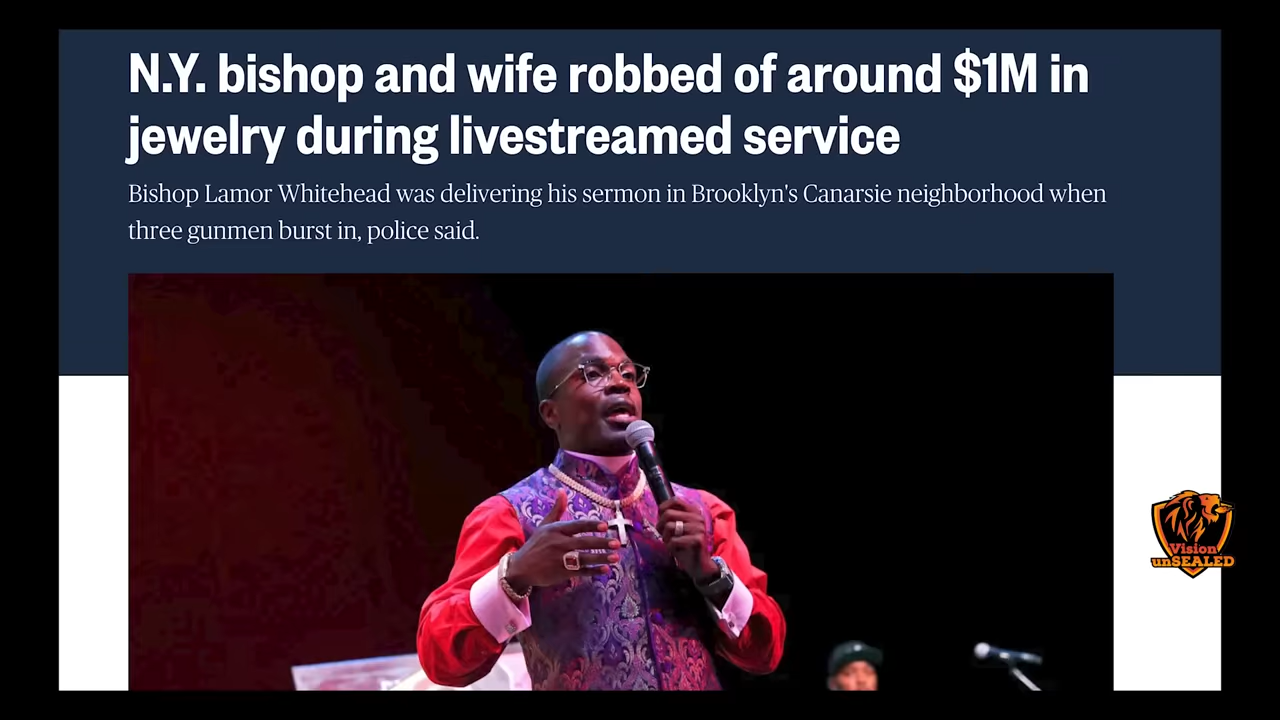 N.Y. bishop and wife robbed of around $1M in
jewelry during livestreamed service
Bishop Lamor Whitehead was delivering his sermon in Brooklyn's Canarsie neighborhood when
three gunmen burst in, police said.
Vision
unSEALED